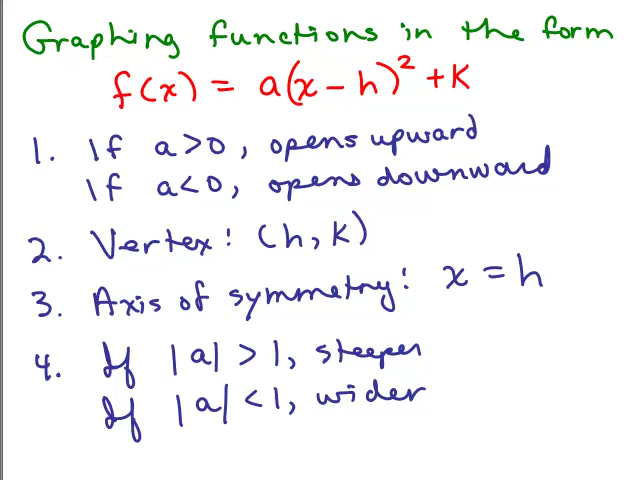 Graphing functions in the form
f(x) = a(x - h)² + K
1. If a > 0, opens upward
If a < 0, opens downward
2. Vertex: (h, k)
3. Axis of symmetry: x = h
4. If |a| > 1, steeper
If |a| < 1, wider